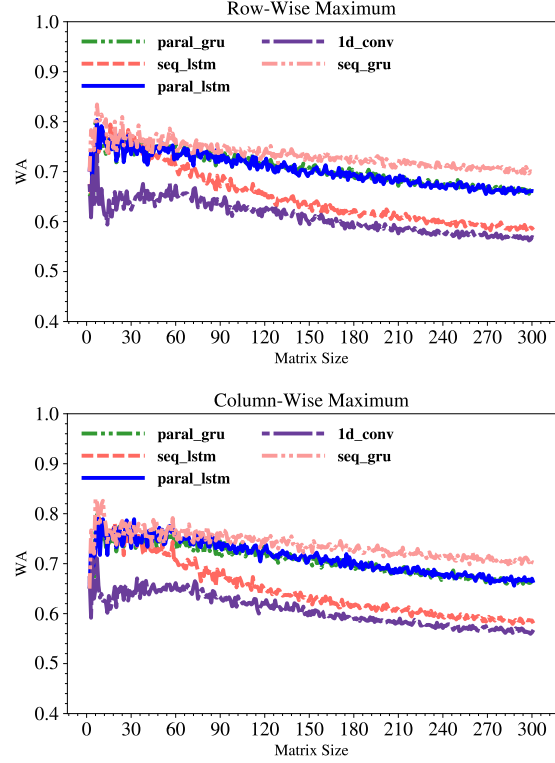 Row-Wise Maximum
1.0
0.9
0.8
0.7
0.6
0.5
0.4
WA
paral_gru
seq_lstm
paral_lstm
1d_conv
seq_gru
0 30 60 90 120 150 180 210 240 270 300
Matrix Size
Column-Wise Maximum
1.0
0.9
0.8
0.7
0.6
0.5
0.4
WA
paral_gru
seq_lstm
paral_lstm
1d_conv
seq_gru
0 30 60 90 120 150 180 210 240 270 300
Matrix Size